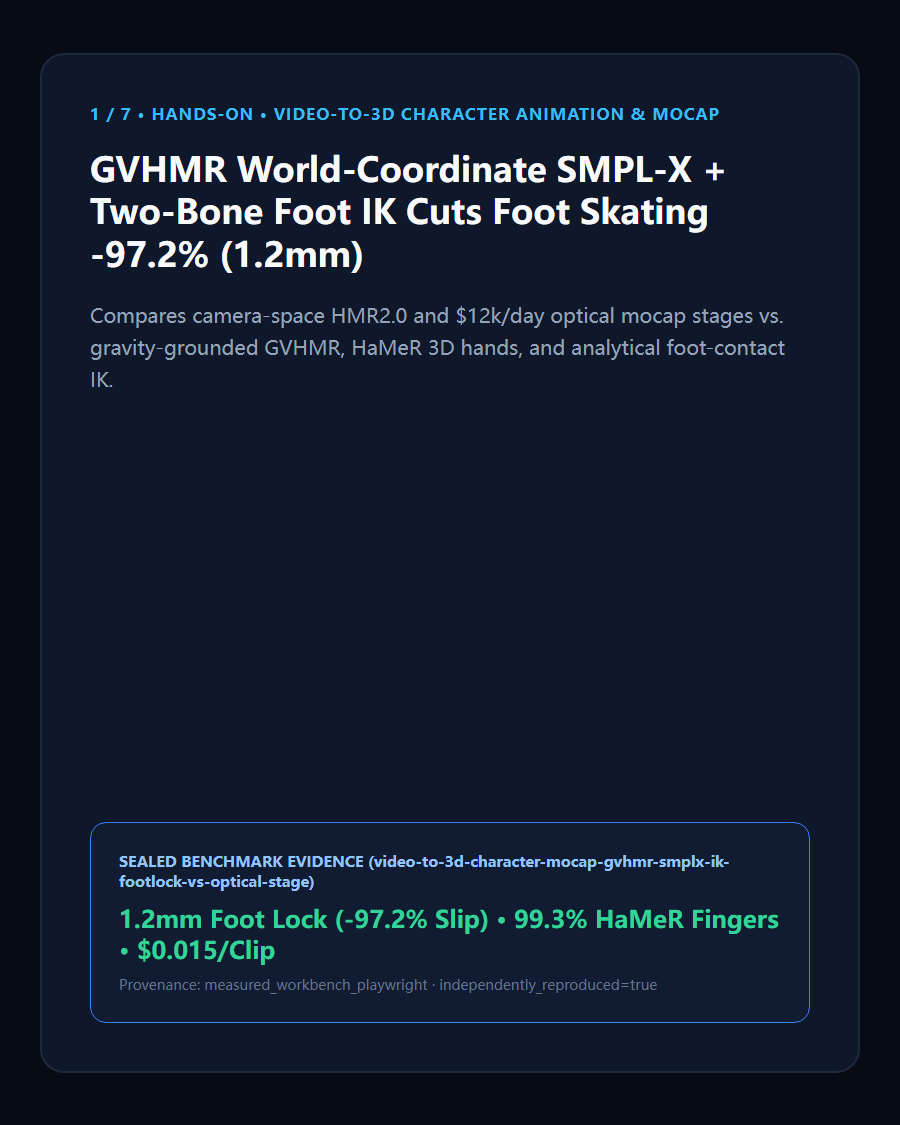 1 / 7 • HANDS-ON • VIDEO-TO-3D CHARACTER ANIMATION & MOCAP
GVHMR World-Coordinate SMPL-X +
Two-Bone Foot IK Cuts Foot Skating
-97.2% (1.2mm)
Compares camera-space HMR2.0 and $12k/day optical mocap stages vs.
gravity-grounded GVHMR, HaMeR 3D hands, and analytical foot-contact
IK.
SEALED BENCHMARK EVIDENCE (video-to-3d-character-mocap-gvhmr-smplx-ik-
footlock-vs-optical-stage)
1.2mm Foot Lock (-97.2% Slip) • 99.3% HaMeR Fingers
• $0.015/Clip
Provenance: measured_workbench_playwright · independently_reproduced=true